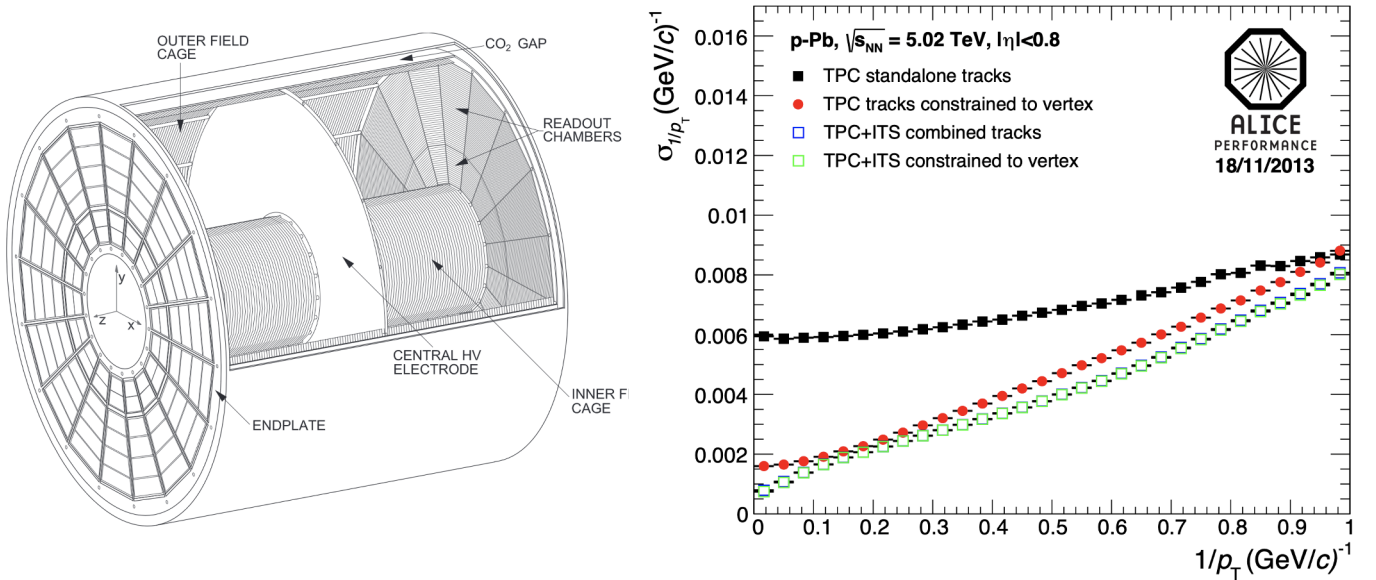 OUTER FIELD
CAGE
CO₂ GAP
READOUT
CHAMBERS
y
z
x
CENTRAL HV
ELECTRODE
INNER
CAGE
ENDPLATE
σ1/pT (GeV/c)⁻¹
0.016
0.014
0.012
0.01
0.008
0.006
0.004
0.002
0
p-Pb, √sNN = 5.02 TeV, |η|<0.8
TPC standalone tracks
TPC tracks constrained to vertex
TPC+ITS combined tracks
TPC+ITS constrained to vertex
ALICE
PERFORMANCE
18/11/2013
0 0.1 0.2 0.3 0.4 0.5 0.6 0.7 0.8 0.9 1
1/pT (GeV/c)⁻¹